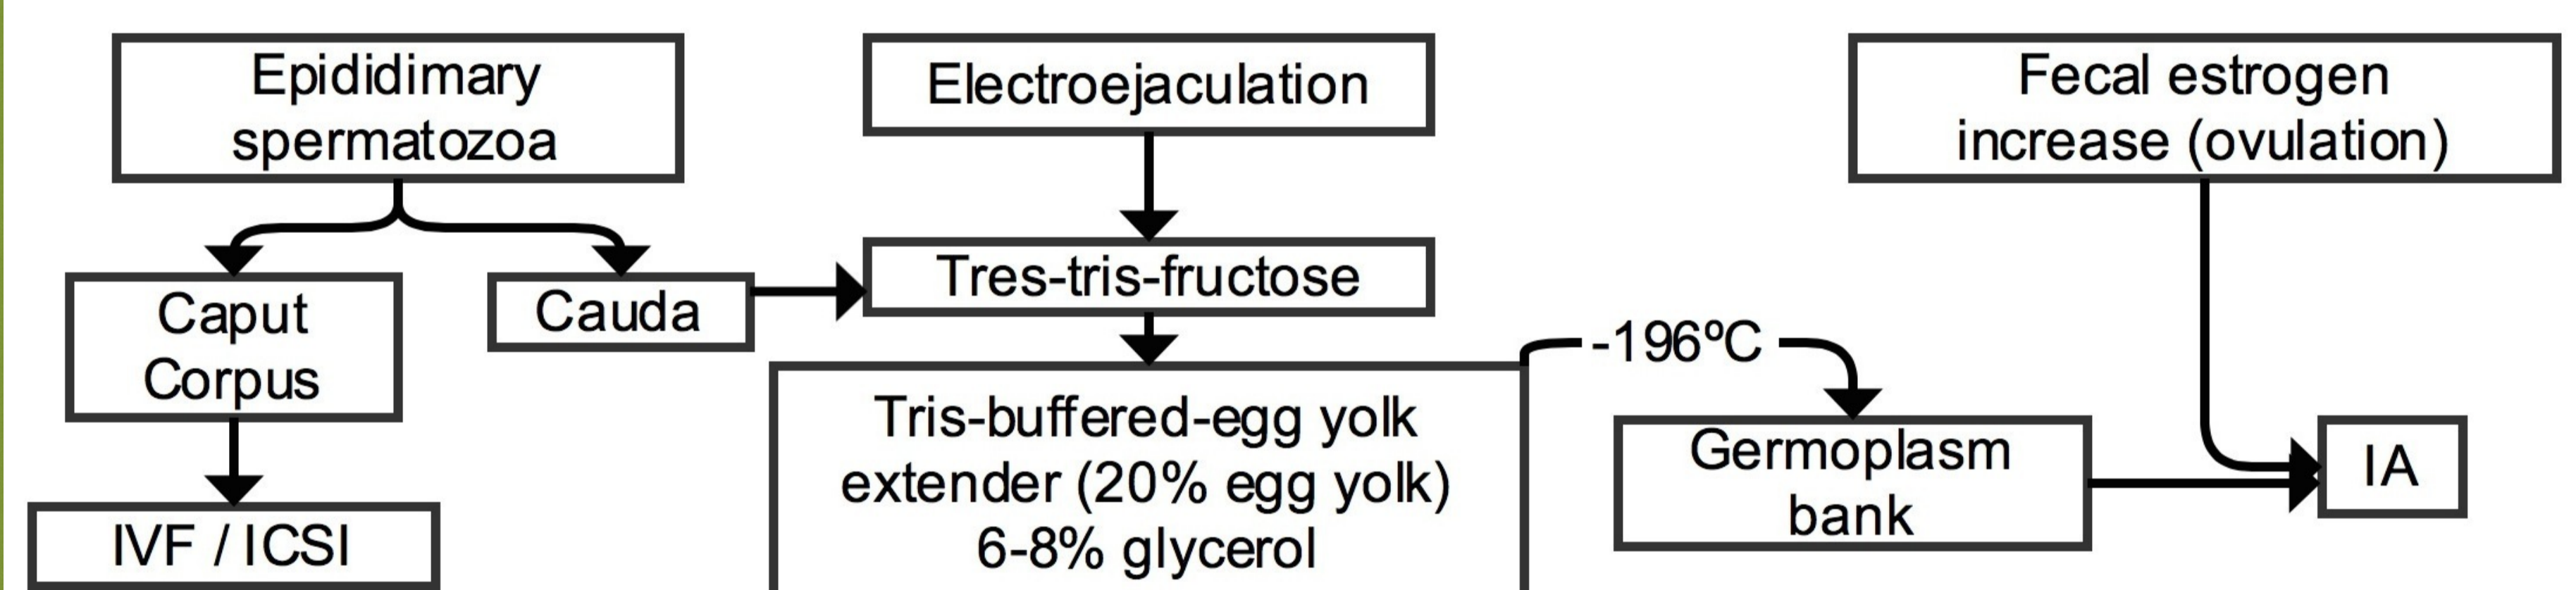 Epididimary
spermatozoa
Electroejaculation
Fecal estrogen
increase (ovulation)
Caput
Corpus
Cauda
Tres-tris-fructose
-196ºC
IVF / ICSI
Tris-buffered-egg yolk
extender (20% egg yolk)
6-8% glycerol
Germoplasm
bank
IA